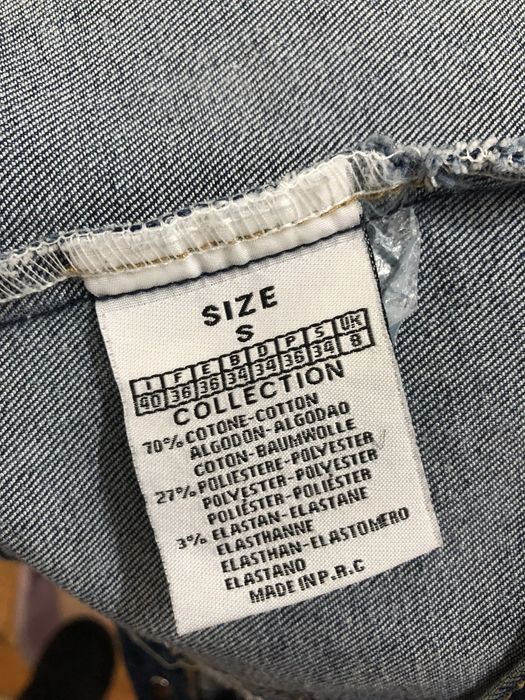 SIZE
S
I F E B D P S UK
40 36 36 34 34 36 34 8
COLLECTION
70% COTONE-COTTON
ALGODON-ALGODAO
COTON-BAUMWOLLE
27% POLIESTERE-POLYESTER
POLYESTER-POLYESTER
POLIÉSTER-POLIÉSTER
3% ELASTAN-ELASTANE
ELASTHANNE
ELASTHAN-ELASTOMERO
ELASTANO
MADE IN P.R.C